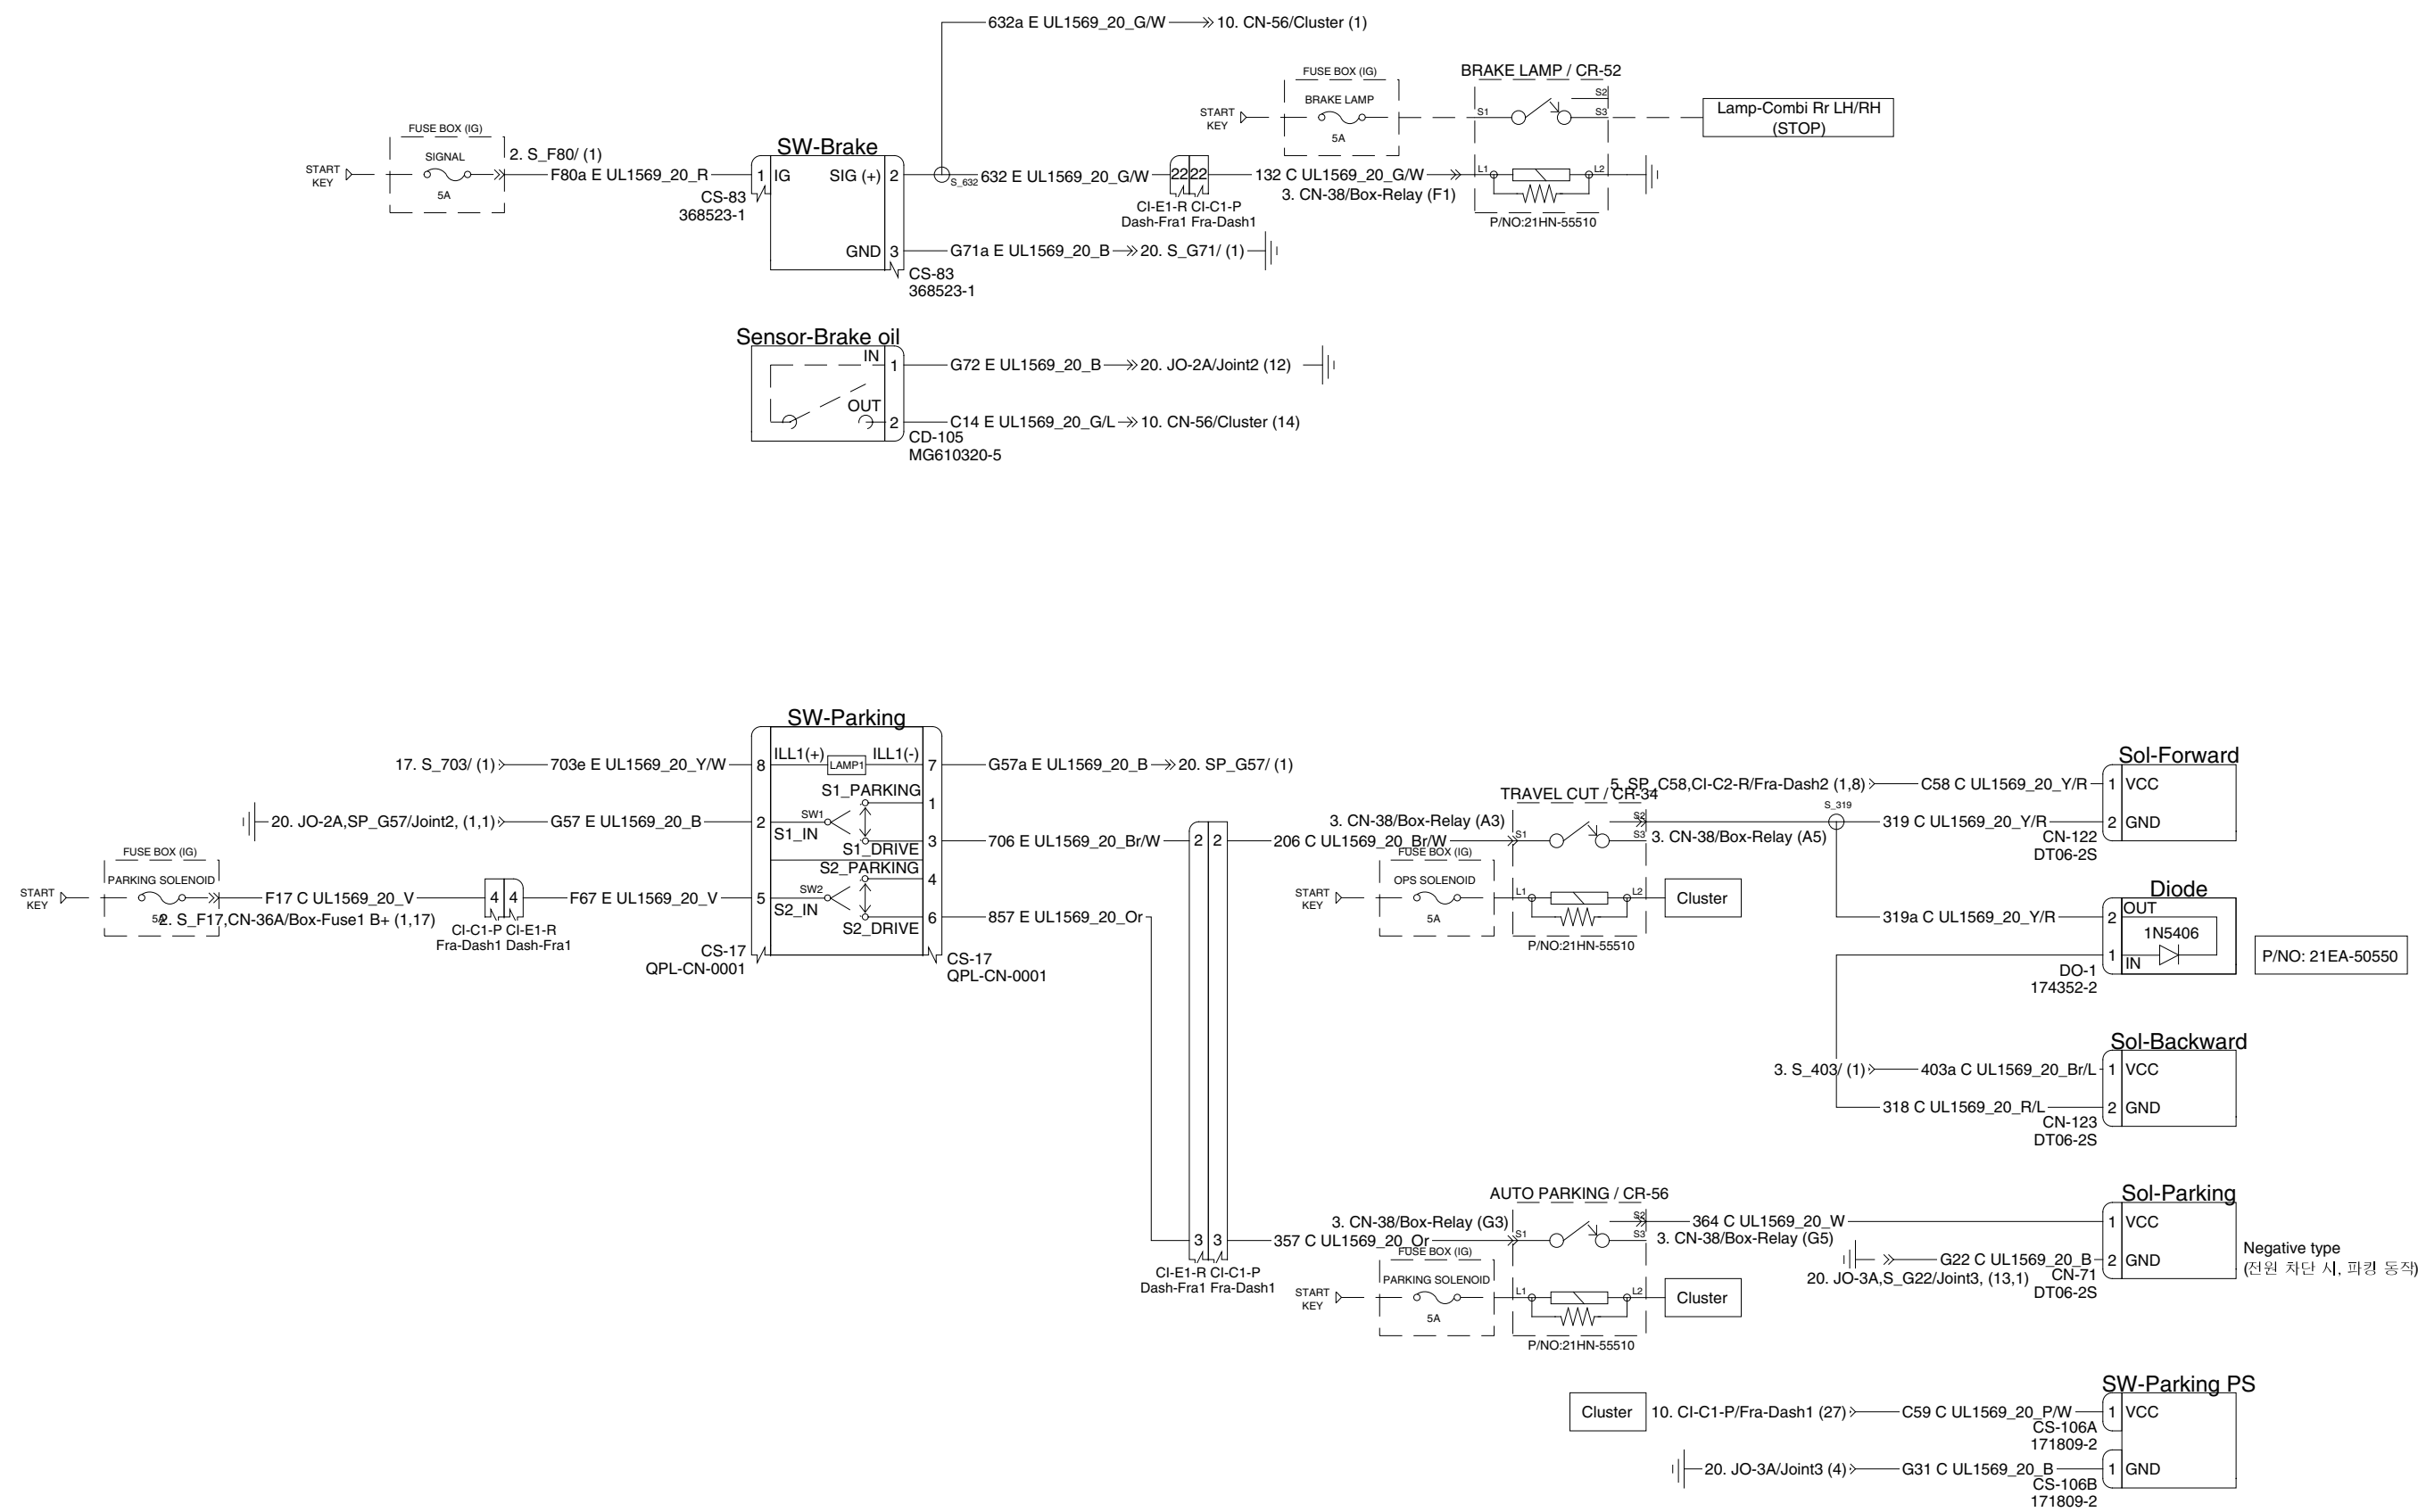 632a E UL1569_20_G/W
10. CN-56/Cluster (1)
FUSE BOX (IG)
BRAKE LAMP
5A
START
KEY
BRAKE LAMP / CR-52
S1
S2
S3
L1
L2
P/NO:21HN-55510
Lamp-Combi Rr LH/RH
(STOP)
FUSE BOX (IG)
SIGNAL
5A
START
KEY
2. S_F80/ (1)
F80a E UL1569_20_R
SW-Brake
1
IG
SIG (+)
2
GND
3
CS-83
368523-1
CS-83
368523-1
S_632
632 E UL1569_20_G/W
22
22
CI-E1-R CI-C1-P
Dash-Fra1 Fra-Dash1
132 C UL1569_20_G/W
3. CN-38/Box-Relay (F1)
G71a E UL1569_20_B
20. S_G71/ (1)
Sensor-Brake oil
IN
1
OUT
2
G72 E UL1569_20_B
20. JO-2A/Joint2 (12)
C14 E UL1569_20_G/L
10. CN-56/Cluster (14)
CD-105
MG610320-5
SW-Parking
17. S_703/ (1)
703e E UL1569_20_Y/W
8
ILL1(+)
LAMP1
ILL1(-)
7
G57a E UL1569_20_B
20. SP_G57/ (1)
20. JO-2A,SP_G57/Joint2, (1,1)
G57 E UL1569_20_B
2
SW1
S1_IN
S1_PARKING
1
S1_DRIVE
3
706 E UL1569_20_Br/W
FUSE BOX (IG)
PARKING SOLENOID
5A
START
KEY
F17 C UL1569_20_V
2. S_F17,CN-36A/Box-Fuse1 B+ (1,17)
4
4
CI-C1-P CI-E1-R
Fra-Dash1 Dash-Fra1
F67 E UL1569_20_V
5
SW2
S2_IN
S2_PARKING
4
S2_DRIVE
6
857 E UL1569_20_Or
CS-17
QPL-CN-0001
CS-17
QPL-CN-0001
2
2
3
3
CI-E1-R CI-C1-P
Dash-Fra1 Fra-Dash1
3. CN-38/Box-Relay (A3)
206 C UL1569_20_Br/W
TRAVEL CUT / CR-34
S1
S2
S3
3. CN-38/Box-Relay (A5)
FUSE BOX (IG)
OPS SOLENOID
5A
START
KEY
L1
L2
P/NO:21HN-55510
Cluster
Sol-Forward
5. SP_C58,CI-C2-R/Fra-Dash2 (1,8)
C58 C UL1569_20_Y/R
1
VCC
S_319
319 C UL1569_20_Y/R
2
GND
CN-122
DT06-2S
Diode
319a C UL1569_20_Y/R
2
OUT
1N5406
1
IN
DO-1
174352-2
P/NO: 21EA-50550
Sol-Backward
3. S_403/ (1)
403a C UL1569_20_Br/L
1
VCC
318 C UL1569_20_R/L
2
GND
CN-123
DT06-2S
AUTO PARKING / CR-56
3. CN-38/Box-Relay (G3)
357 C UL1569_20_Or
S1
S2
S3
364 C UL1569_20_W
3. CN-38/Box-Relay (G5)
FUSE BOX (IG)
PARKING SOLENOID
5A
START
KEY
L1
L2
P/NO:21HN-55510
Cluster
Sol-Parking
1
VCC
G22 C UL1569_20_B
2
GND
20. JO-3A,S_G22/Joint3, (13,1)
CN-71
DT06-2S
Negative type
(전원 차단 시, 파킹 동작)
SW-Parking PS
Cluster
10. CI-C1-P/Fra-Dash1 (27)
C59 C UL1569_20_P/W
1
VCC
CS-106A
171809-2
20. JO-3A/Joint3 (4)
G31 C UL1569_20_B
1
GND
CS-106B
171809-2